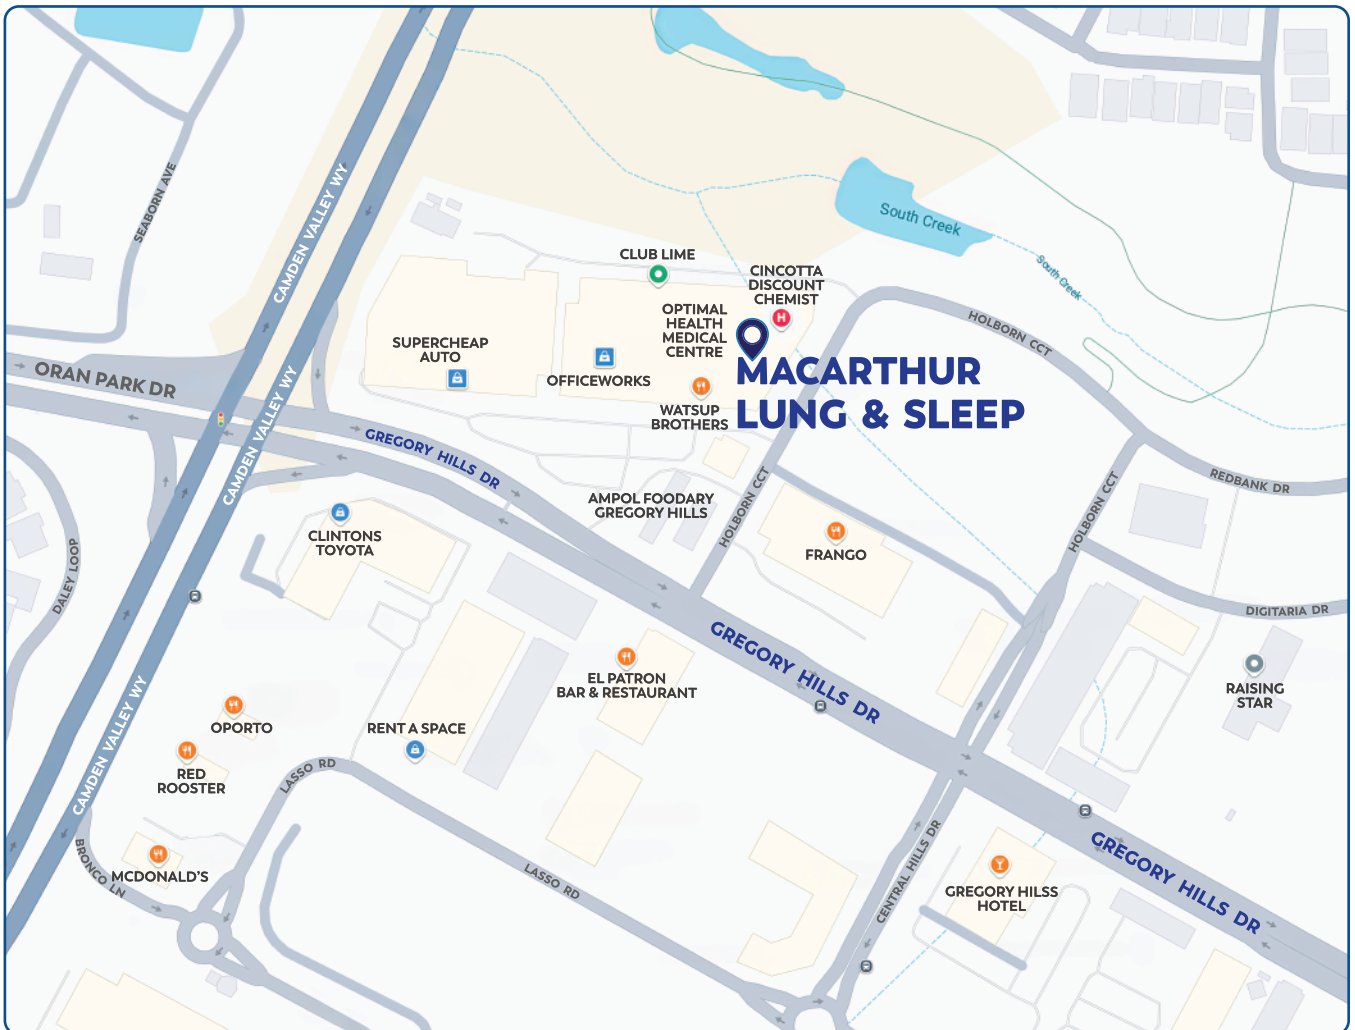 SEABORN AVE
CAMDEN VALLEY WY
South Creek
South Creek
CLUB LIME
CINCOTTA
DISCOUNT
CHEMIST
H
OPTIMAL
HEALTH
MEDICAL
CENTRE
HOLBORN CCT
SUPERCHEAP
AUTO
OFFICEWORKS
MACARTHUR
LUNG & SLEEP
ORAN PARK DR
CAMDEN VALLEY WY
WATSUP
BROTHERS
GREGORY HILLS DR
REDBANK DR
AMPOL FOODARY
GREGORY HILLS
HOLBORN CCT
HOLBORN CCT
CLINTONS
TOYOTA
FRANGO
DALEY LOOP
DIGITARIA DR
GREGORY HILLS DR
EL PATRON
BAR & RESTAURANT
RAISING
STAR
OPORTO
RENT A SPACE
CAMDEN VALLEY WY
RED
ROOSTER
LASSO RD
BRONCO LN
MCDONALD'S
LASSO RD
CENTRAL HILLS DR
GREGORY HILSS
HOTEL
GREGORY HILLS DR